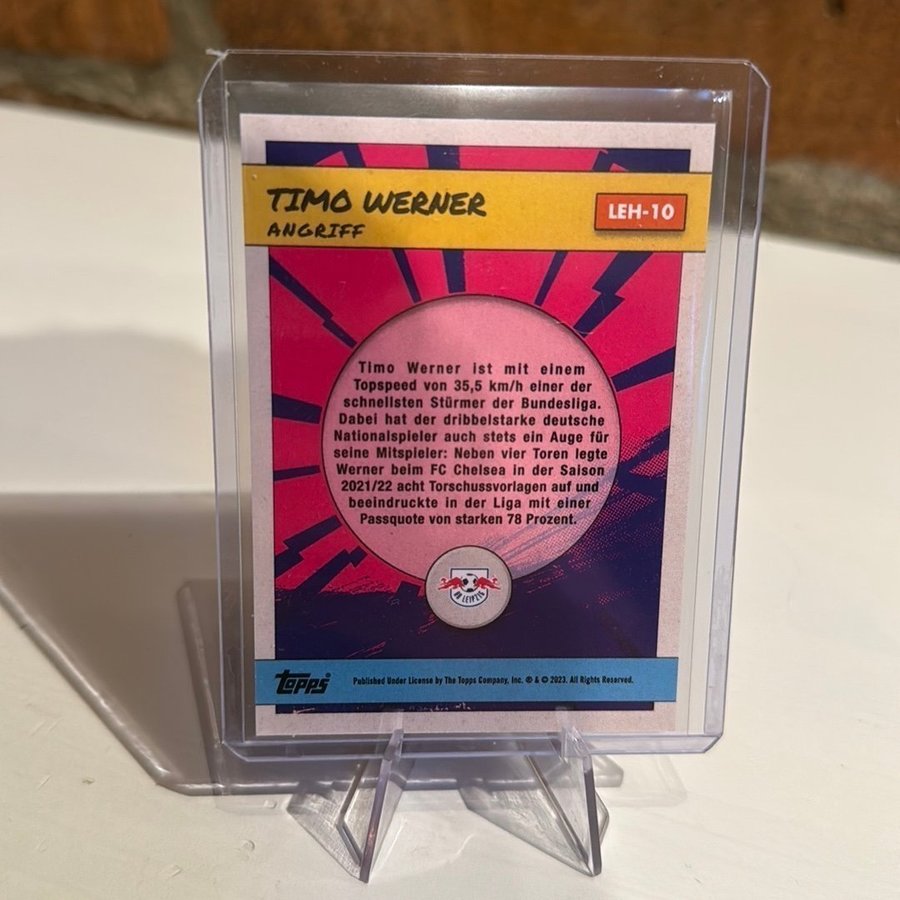 TIMO WERNER
ANGRIFF
LEH-10
Timo Werner ist mit einem
Topspeed von 35,5 km/h einer der
schnellsten Stürmer der Bundesliga.
Dabei hat der dribbelstarke deutsche
Nationalspieler auch stets ein Auge für
seine Mitspieler: Neben vier Toren legte
Werner beim FC Chelsea in der Saison
2021/22 acht Torschussvorlagen auf und
beeindruckte in der Liga mit einer
Passquote von starken 78 Prozent.
RB LEIPZIG
topps
Published Under License by The Topps Company, Inc. ® & © 2023. All Rights Reserved.